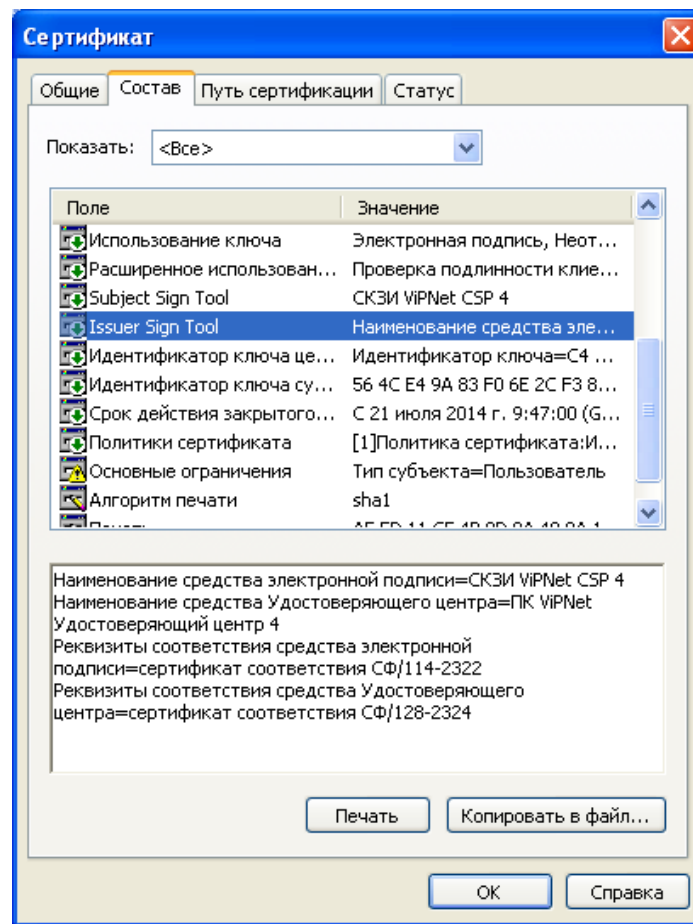 Сертификат
Общие Состав Путь сертификации Статус
Показать: <Все>
Поле Значение
Использование ключа Электронная подпись, Неот...
Расширенное использован... Проверка подлинности клие...
Subject Sign Tool СКЗИ ViPNet CSP 4
Issuer Sign Tool Наименование средства эле...
Идентификатор ключа це... Идентификатор ключа=C4 ...
Идентификатор ключа су... 56 4C E4 9A 83 F0 6E 2C F3 8...
Срок действия закрытого... С 21 июля 2014 г. 9:47:00 (G...
Политики сертификата [1]Политика сертификата:И...
Основные ограничения Тип субъекта=Пользователь
Алгоритм печати sha1
Наименование средства электронной подписи=СКЗИ ViPNet CSP 4
Наименование средства Удостоверяющего центра=ПК ViPNet
Удостоверяющий центр 4
Реквизиты соответствия средства электронной
подписи=сертификат соответствия СФ/114-2322
Реквизиты соответствия средства Удостоверяющего
центра=сертификат соответствия СФ/128-2324
Печать Копировать в файл...
ОК Справка